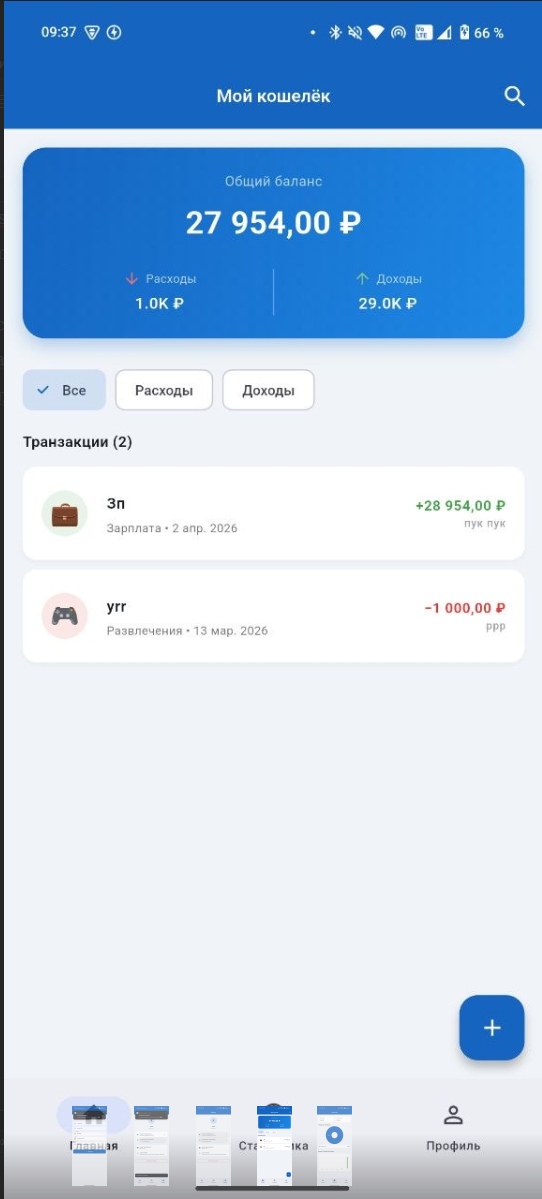 09:37 66 %
Мой кошелёк
Общий баланс
27 954,00 ₽
Расходы Доходы
1.0K ₽ 29.0K ₽
Все Расходы Доходы
Транзакции (2)
Зп +28 954,00 ₽
Зарплата • 2 апр. 2026 пук пук
yrr −1 000,00 ₽
Развлечения • 13 мар. 2026 ppp
Профиль